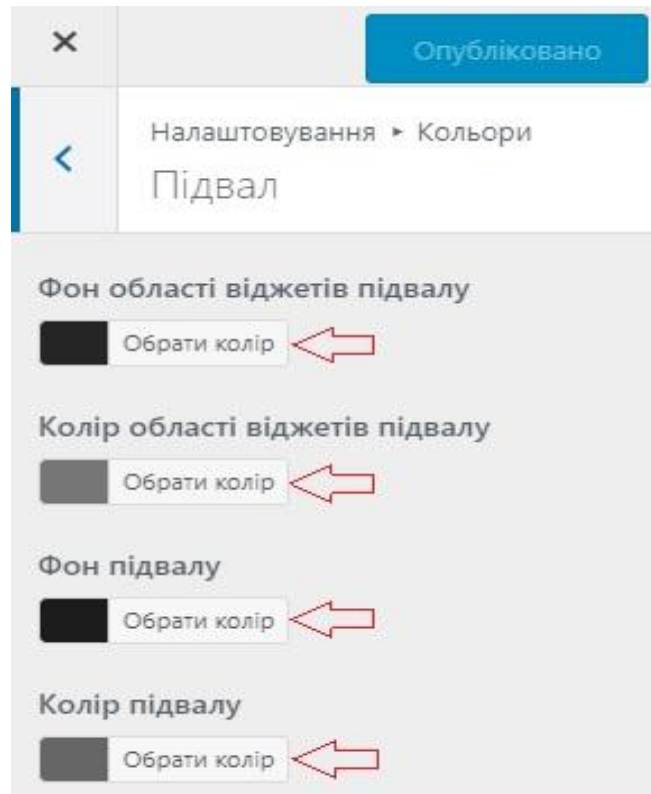 Опубліковано
Налаштовування ▸ Кольори
Підвал
Фон області віджетів підвалу
Обрати колір
Колір області віджетів підвалу
Обрати колір
Фон підвалу
Обрати колір
Колір підвалу
Обрати колір